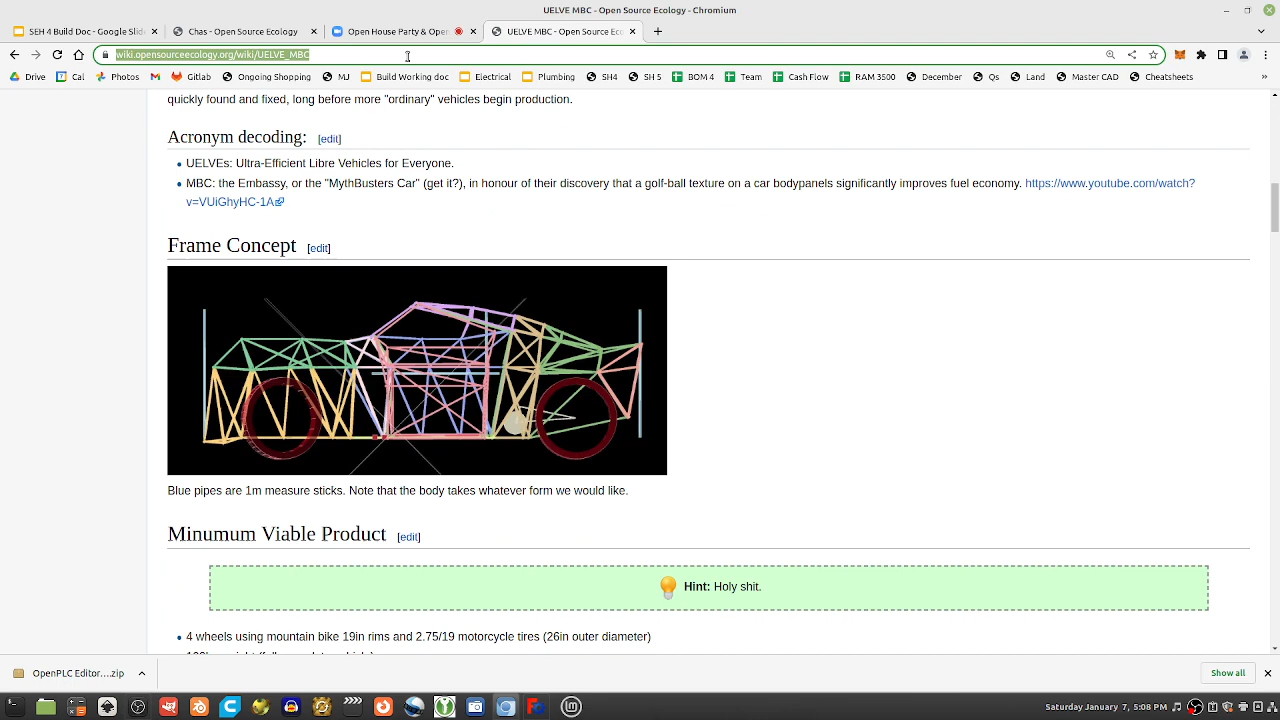 UELVE MBC - Open Source Ecology - Chromium
SEH 4 Build Doc - Google Slid
Chas - Open Source Ecology
Open House Party & Open
UELVE MBC - Open Source Ec
wiki.opensourceecology.org/wiki/UELVE_MBC
Drive
Cal
Photos
MIL
Gitlab
Ongoing Shopping
MJ
Build Working doc
Electrical
Plumbing
SH4
SH 5
BOM 4
Team
Cash Flow
RAM 3500
December
Qs
Land
Master CAD
Cheatsheets
»
quickly found and fixed, long before more "ordinary" vehicles begin production.
Acronym decoding: [edit]
UELVEs: Ultra-Efficient Libre Vehicles for Everyone.
MBC: the Embassy, or the "MythBusters Car" (get it?), in honour of their discovery that a golf-ball texture on a car bodypanels significantly improves fuel economy. https://www.youtube.com/watch?
v=VUiGhyHC-1A
Frame Concept [edit]
Blue pipes are 1m measure sticks. Note that the body takes whatever form we would like.
Minumum Viable Product [edit]
Hint: Holy shit.
4 wheels using mountain bike 19in rims and 2.75/19 motorcycle tires (26in outer diameter)
OpenPLC Editor....zip
Show all
Saturday January 7, 5:08 PM